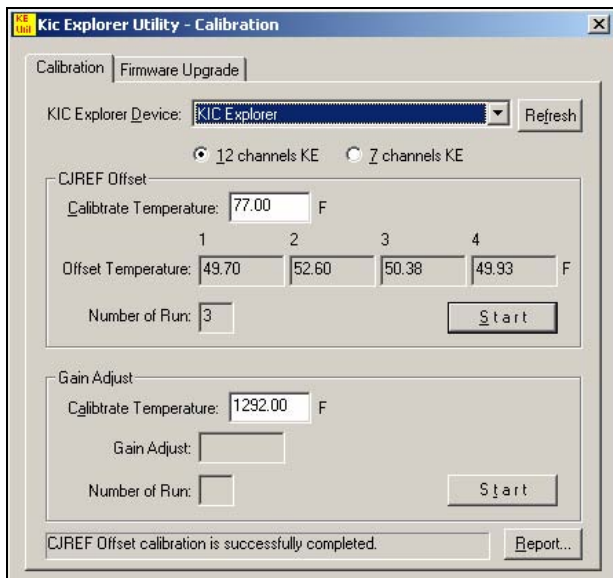 KE Util Kic Explorer Utility - Calibration
Calibration Firmware Upgrade
KIC Explorer Device: KIC Explorer Refresh
12 channels KE 7 channels KE
CJREF Offset
Calibtrate Temperature: 77.00 F
1 2 3 4
Offset Temperature: 49.70 52.60 50.38 49.93 F
Number of Run: 3 Start
Gain Adjust
Calibtrate Temperature: 1292.00 F
Gain Adjust:
Number of Run: Start
CJREF Offset calibration is successfully completed. Report...